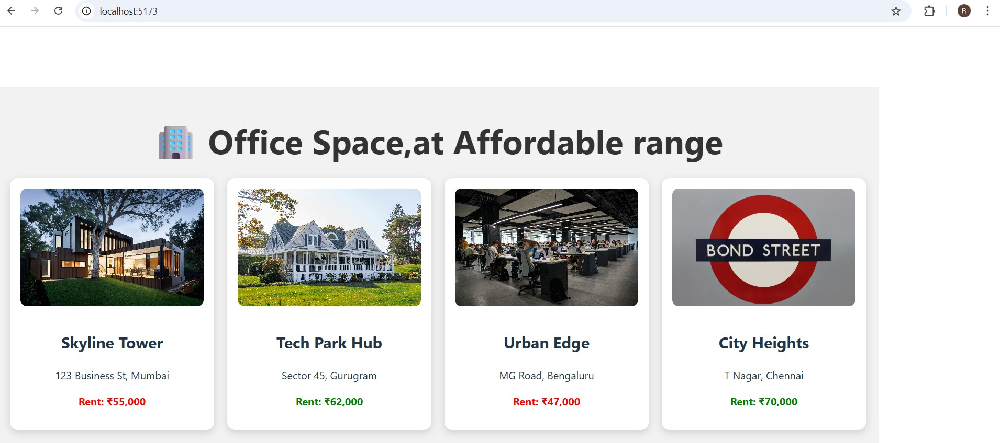 localhost:5173
R
Office Space,at Affordable range
BOND STREET
Skyline Tower
123 Business St, Mumbai
Rent: ₹55,000
Tech Park Hub
Sector 45, Gurugram
Rent: ₹62,000
Urban Edge
MG Road, Bengaluru
Rent: ₹47,000
City Heights
T Nagar, Chennai
Rent: ₹70,000